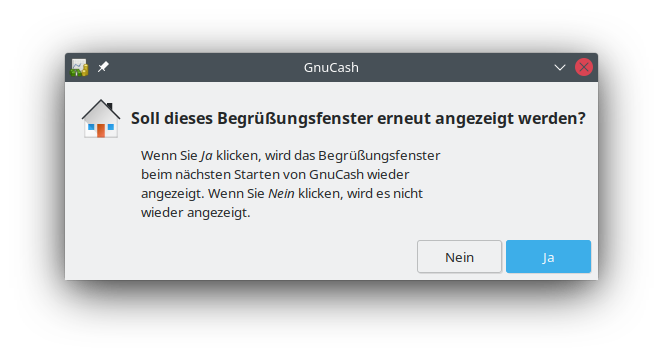 GnuCash
Soll dieses Begrüßungsfenster erneut angezeigt werden?
Wenn Sie Ja klicken, wird das Begrüßungsfenster
beim nächsten Starten von GnuCash wieder
angezeigt. Wenn Sie Nein klicken, wird es nicht
wieder angezeigt.
Nein
Ja